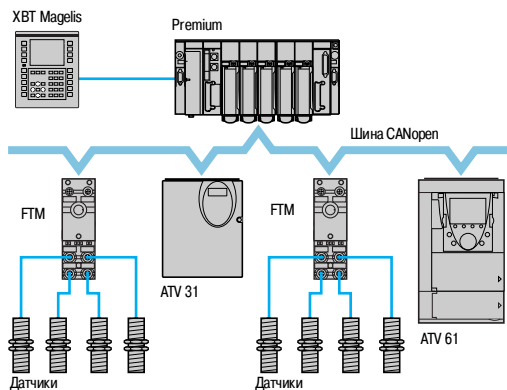 XBT Magelis
Premium
Шина CANopen
FTM
FTM
ATV 31
ATV 61
Датчики
Датчики